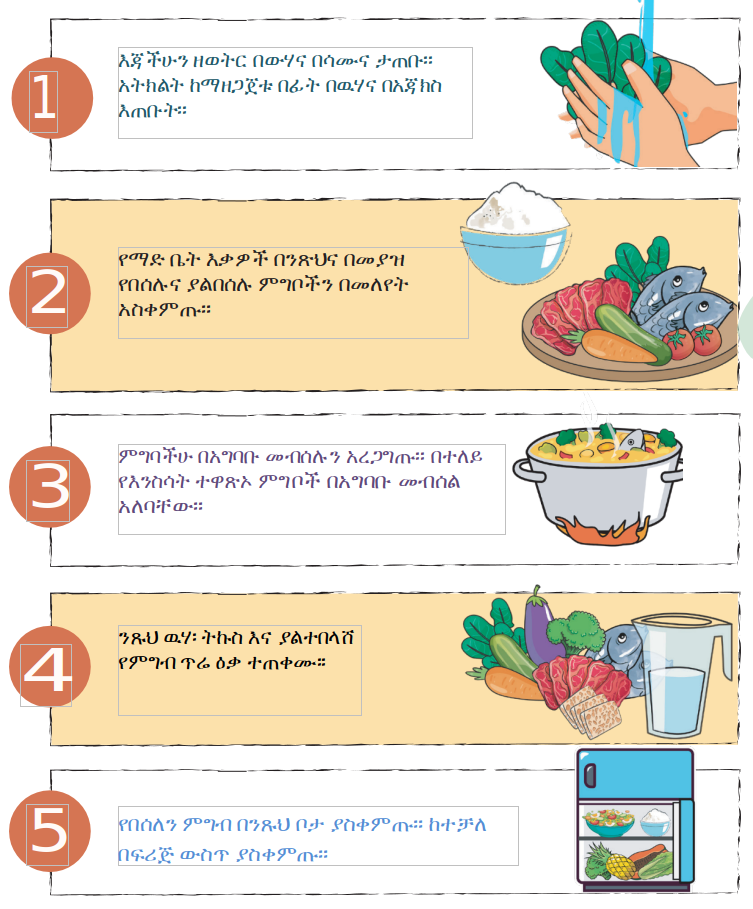 1
እጃችሁን ዘወትር በውሃና በሳሙና ታጠቡ።
አትክልት ከማዘጋጀቱ በፊት በዉሃና በአጃክስ
እጠቡት።
2
የማድ ቤት እቃዎች በንጽህና በመያዝ
የበሰሉና ያልበሰሉ ምግቦችን በመለየት
አስቀምጡ።
3
ምግባችሁ በአግባቡ መብሰሉን አረጋግጡ። በተለይ
የእንስሳት ተዋጽኦ ምግቦች በአግባቡ መብሰል
አለባቸው።
4
ንጹህ ዉሃ፡ ትኩስ እና ያልተበላሸ
የምግብ ጥሬ ዕቃ ተጠቀሙ።
5
የበሰለን ምግብ በንጹህ ቦታ ያስቀምጡ። ከተቻለ
በፍሪጅ ውስጥ ያስቀምጡ።